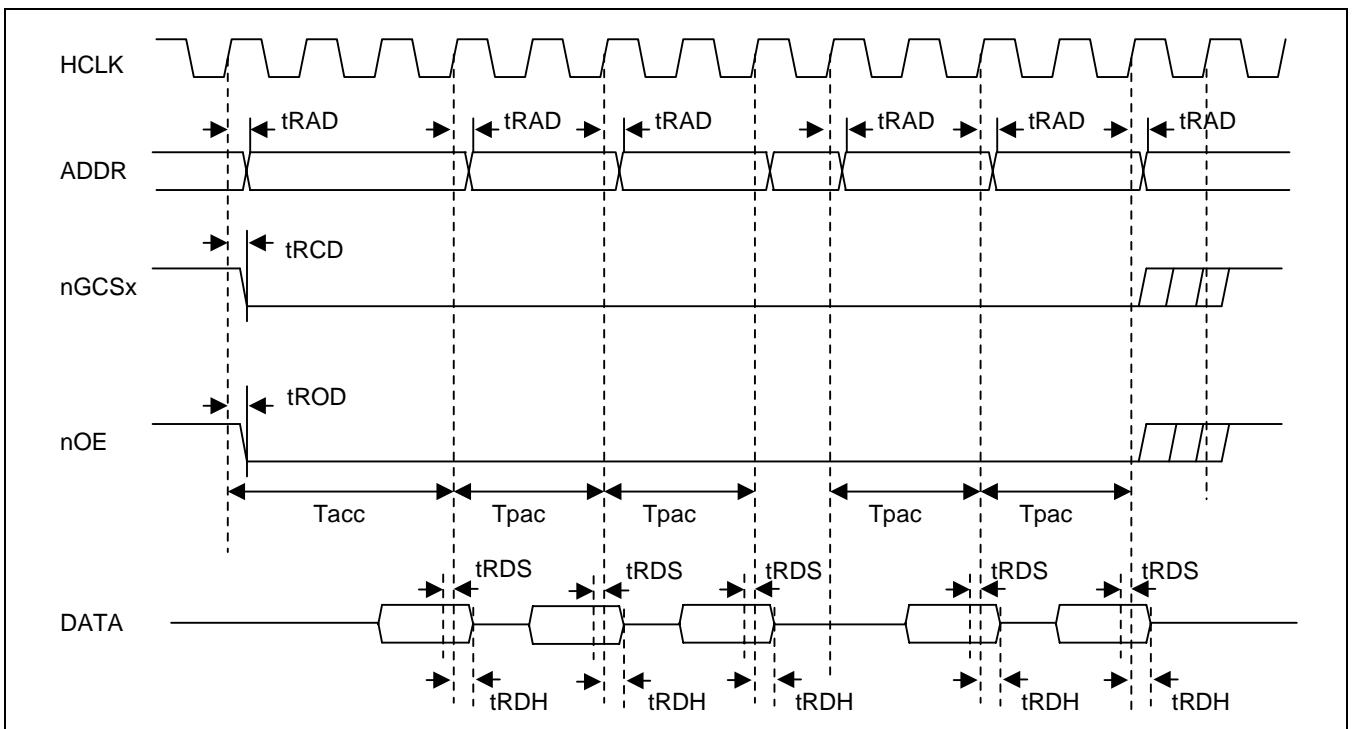 HCLK
tRAD tRAD tRAD tRAD tRAD tRAD
ADDR
tRCD
nGCSx
tROD
nOE
Tacc Tpac Tpac Tpac Tpac
tRDS tRDS tRDS tRDS tRDS
DATA
tRDH tRDH tRDH tRDH tRDH